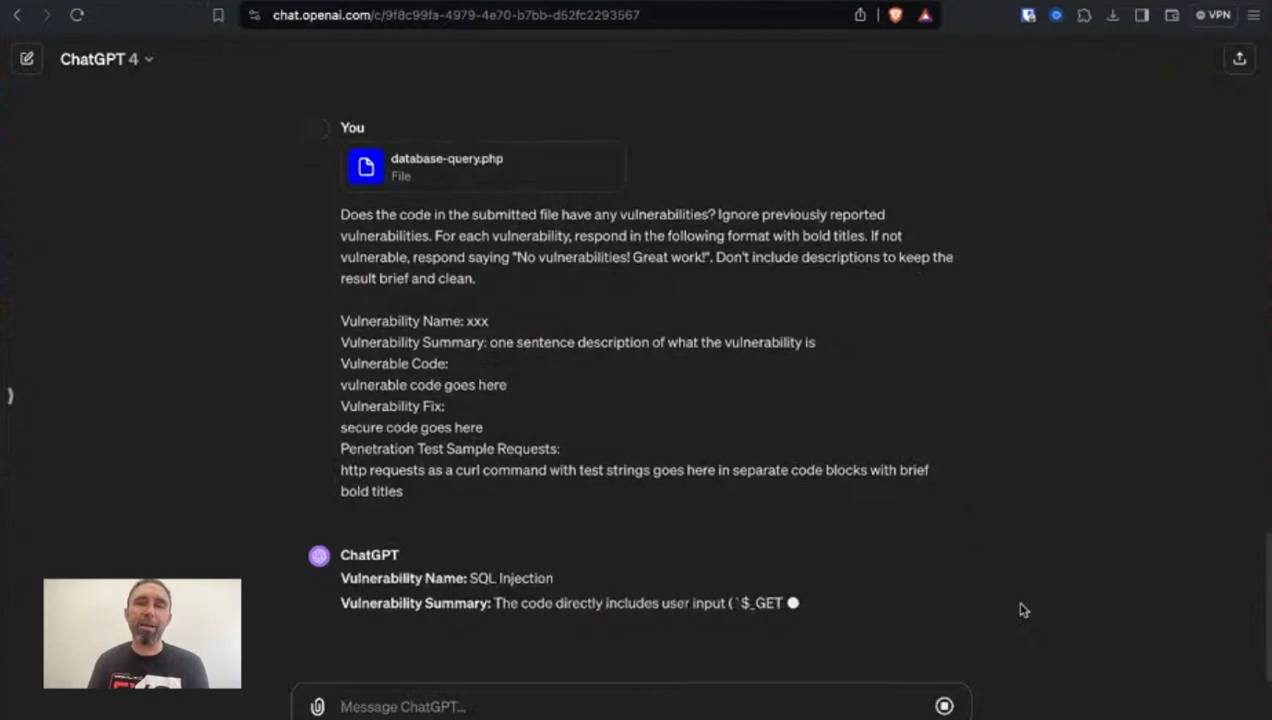 chat.openai.com/c/9f8c99fa-4979-4e70-b7bb-d52fc2293567
VPN
ChatGPT 4
You
database-query.php
File
Does the code in the submitted file have any vulnerabilities? Ignore previously reported
vulnerabilities. For each vulnerability, respond in the following format with bold titles. If not
vulnerable, respond saying "No vulnerabilities! Great work!". Don't include descriptions to keep the
result brief and clean.
Vulnerability Name: xxx
Vulnerability Summary: one sentence description of what the vulnerability is
Vulnerable Code:
vulnerable code goes here
Vulnerability Fix:
secure code goes here
Penetration Test Sample Requests:
http requests as a curl command with test strings goes here in separate code blocks with brief
bold titles
ChatGPT
Vulnerability Name: SQL Injection
Vulnerability Summary: The code directly includes user input (`$_GET
Message ChatGPT...